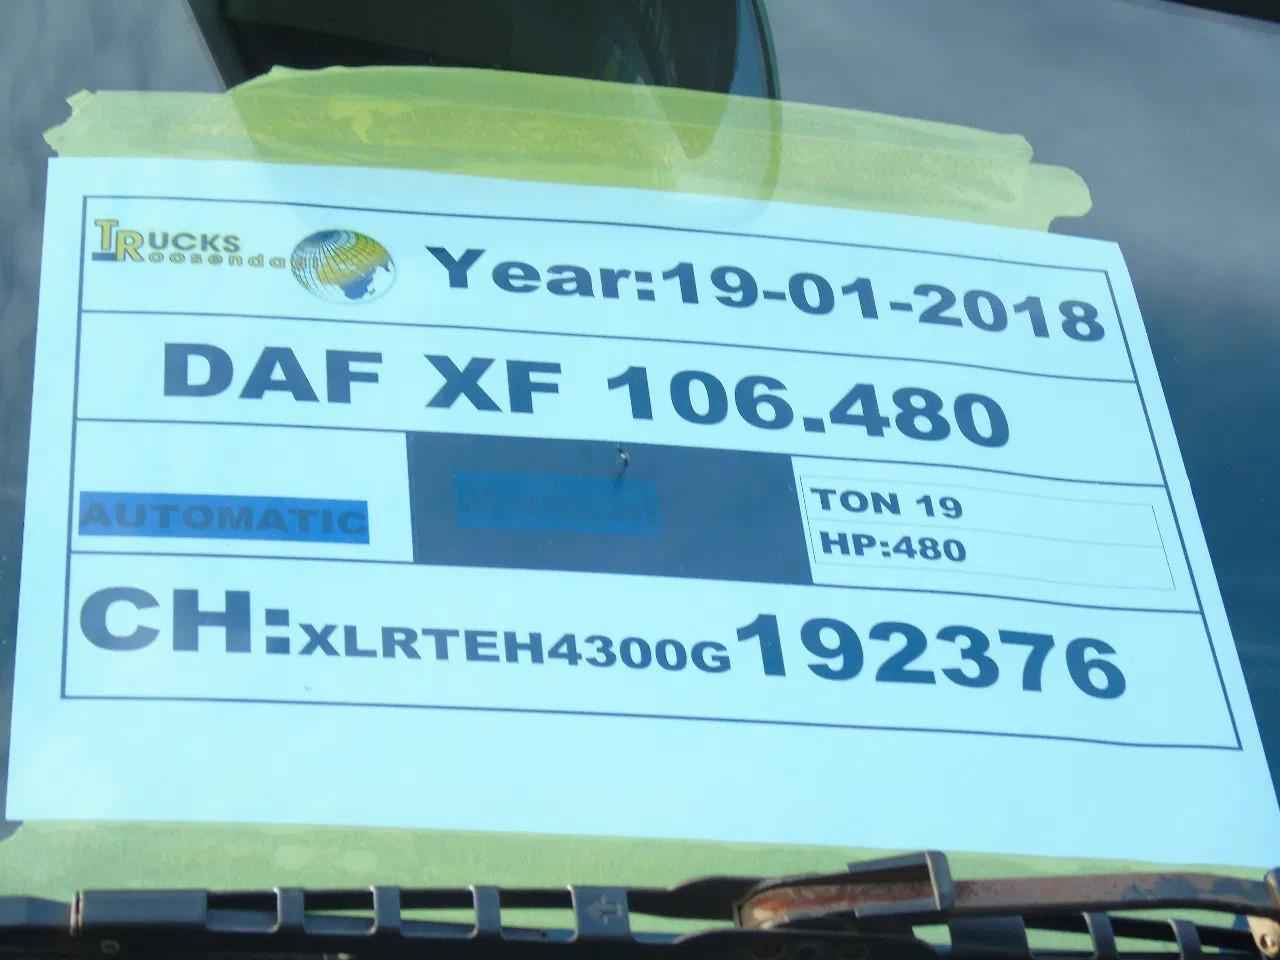 TRUCKS
Roosendaal
Year:19-01-2018
DAF XF 106.480
AUTOMATIC
TON 19
HP:480
CH:XLRTEH4300G192376